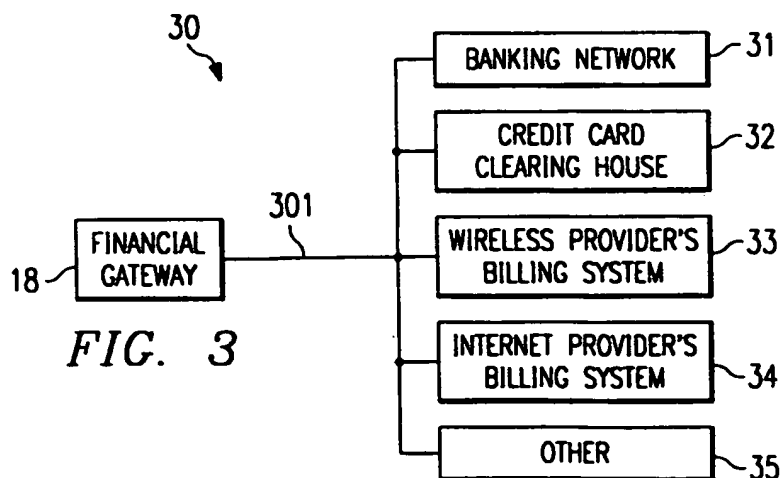 30
BANKING NETWORK
31
CREDIT CARD
CLEARING HOUSE
32
301
FINANCIAL
GATEWAY
18
WIRELESS PROVIDER'S
BILLING SYSTEM
33
FIG. 3
INTERNET PROVIDER'S
BILLING SYSTEM
34
OTHER
35